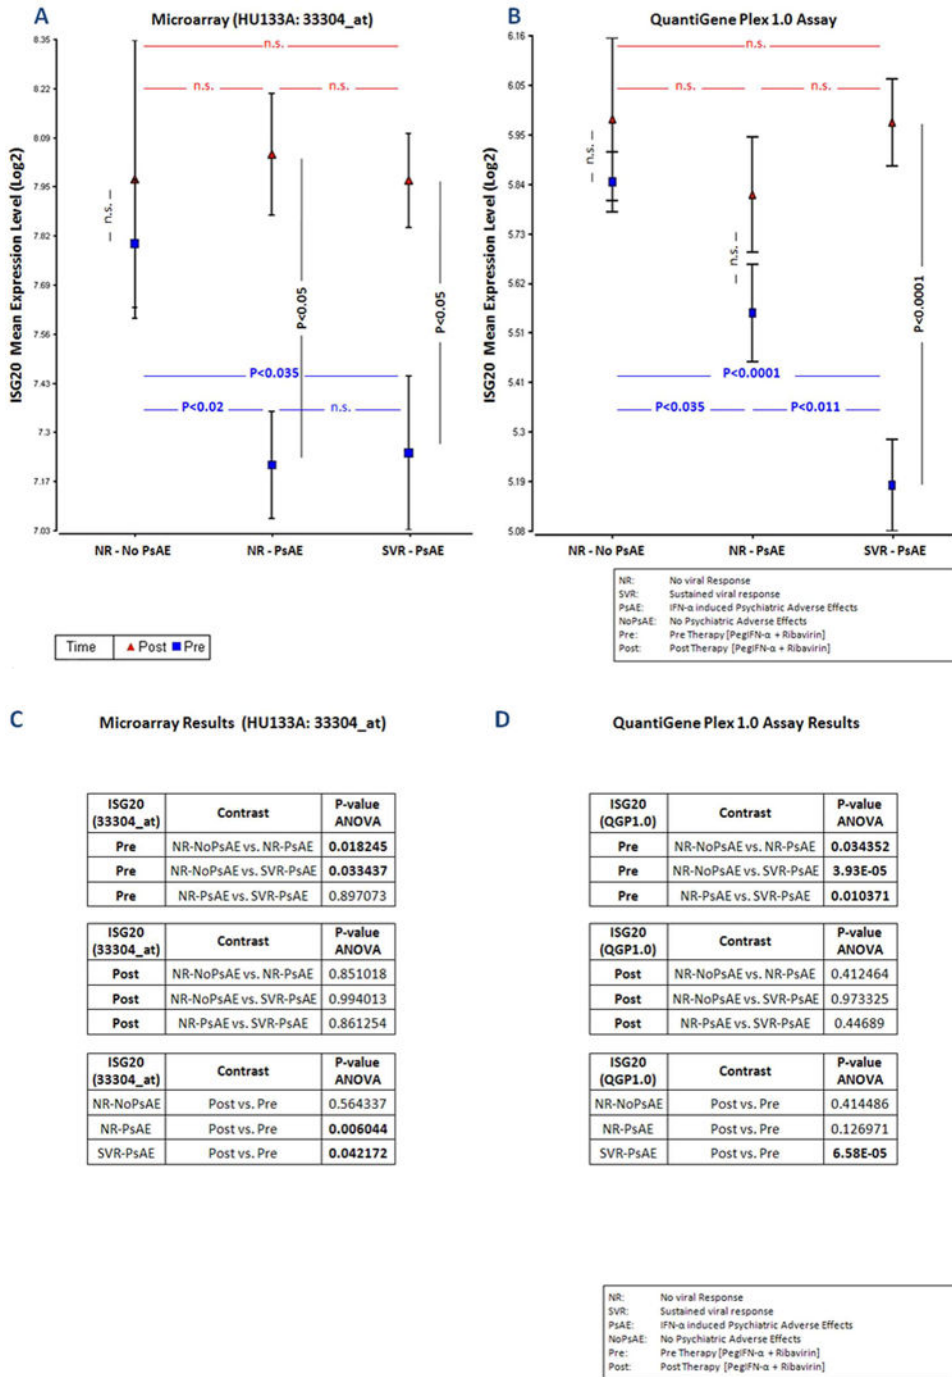 A
Microarray (HU133A: 33304_at)
ISG20 Mean Expression Level (Log2)
8.35
8.22
8.09
7.95
7.82
7.69
7.56
7.43
7.3
7.17
7.03
n.s.
n.s.
n.s.
n.s.
P<0.05
P<0.05
P<0.035
P<0.02
n.s.
NR - No PsAE
NR - PsAE
SVR - PsAE
Time
Post
Pre
B
QuantiGene Plex 1.0 Assay
ISG20 Mean Expression Level (Log2)
6.16
6.05
5.95
5.84
5.73
5.62
5.51
5.41
5.3
5.19
5.08
n.s.
n.s.
n.s.
n.s.
n.s.
P<0.0001
P<0.0001
P<0.035
P<0.011
NR - No PsAE
NR - PsAE
SVR - PsAE
NR: No viral Response
SVR: Sustained viral response
PsAE: IFN-α induced Psychiatric Adverse Effects
NoPsAE: No Psychiatric Adverse Effects
Pre: Pre Therapy [PegIFN-α + Ribavirin]
Post: Post Therapy [PegIFN-α + Ribavirin]
C
Microarray Results (HU133A: 33304_at)
ISG20 (33304_at) Contrast P-value ANOVA
Pre NR-NoPsAE vs. NR-PsAE 0.018245
Pre NR-NoPsAE vs. SVR-PsAE 0.033437
Pre NR-PsAE vs. SVR-PsAE 0.897073
ISG20 (33304_at) Contrast P-value ANOVA
Post NR-NoPsAE vs. NR-PsAE 0.851018
Post NR-NoPsAE vs. SVR-PsAE 0.994013
Post NR-PsAE vs. SVR-PsAE 0.861254
ISG20 (33304_at) Contrast P-value ANOVA
NR-NoPsAE Post vs. Pre 0.564337
NR-PsAE Post vs. Pre 0.006044
SVR-PsAE Post vs. Pre 0.042172
D
QuantiGene Plex 1.0 Assay Results
ISG20 (QGP1.0) Contrast P-value ANOVA
Pre NR-NoPsAE vs. NR-PsAE 0.034352
Pre NR-NoPsAE vs. SVR-PsAE 3.93E-05
Pre NR-PsAE vs. SVR-PsAE 0.010371
ISG20 (QGP1.0) Contrast P-value ANOVA
Post NR-NoPsAE vs. NR-PsAE 0.412464
Post NR-NoPsAE vs. SVR-PsAE 0.973325
Post NR-PsAE vs. SVR-PsAE 0.44689
ISG20 (QGP1.0) Contrast P-value ANOVA
NR-NoPsAE Post vs. Pre 0.414486
NR-PsAE Post vs. Pre 0.126971
SVR-PsAE Post vs. Pre 6.58E-05
NR: No viral Response
SVR: Sustained viral response
PsAE: IFN-α induced Psychiatric Adverse Effects
NoPsAE: No Psychiatric Adverse Effects
Pre: Pre Therapy [PegIFN-α + Ribavirin]
Post: Post Therapy [PegIFN-α + Ribavirin]